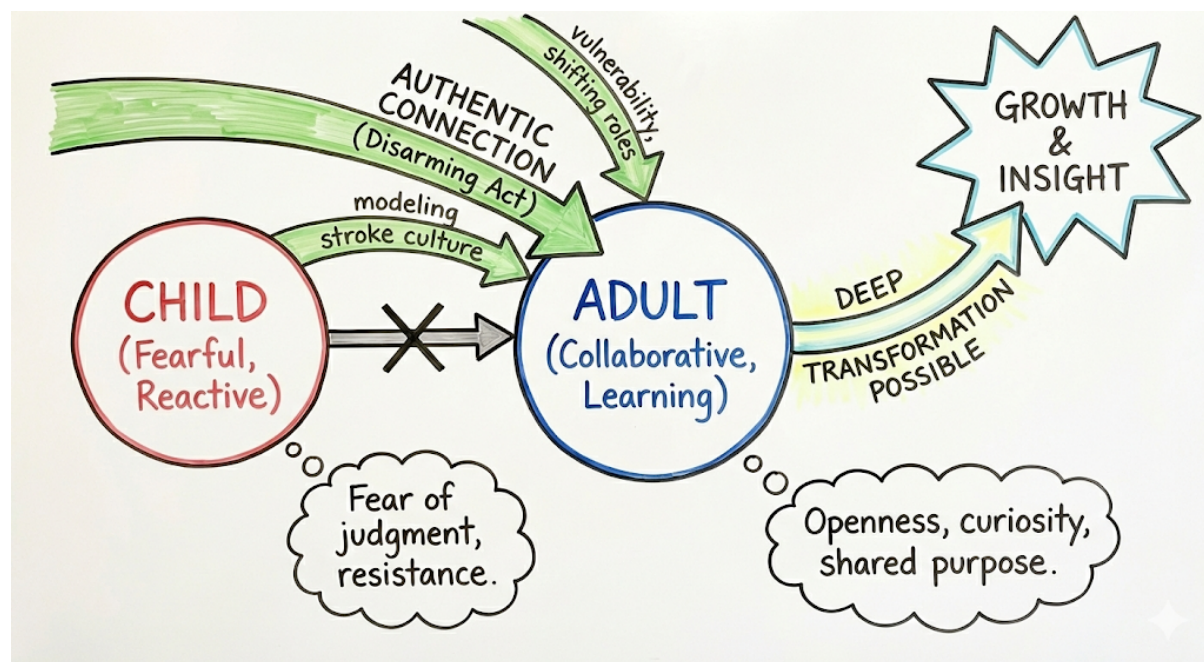 AUTHENTIC
CONNECTION
(Disarming Act)
vulnerability,
shifting roles
GROWTH
&
INSIGHT
modeling
stroke culture
CHILD
(Fearful,
Reactive)
ADULT
(Collaborative,
Learning)
DEEP
TRANSFORMATION
POSSIBLE
Fear of
judgment,
resistance.
Openness, curiosity,
shared purpose.